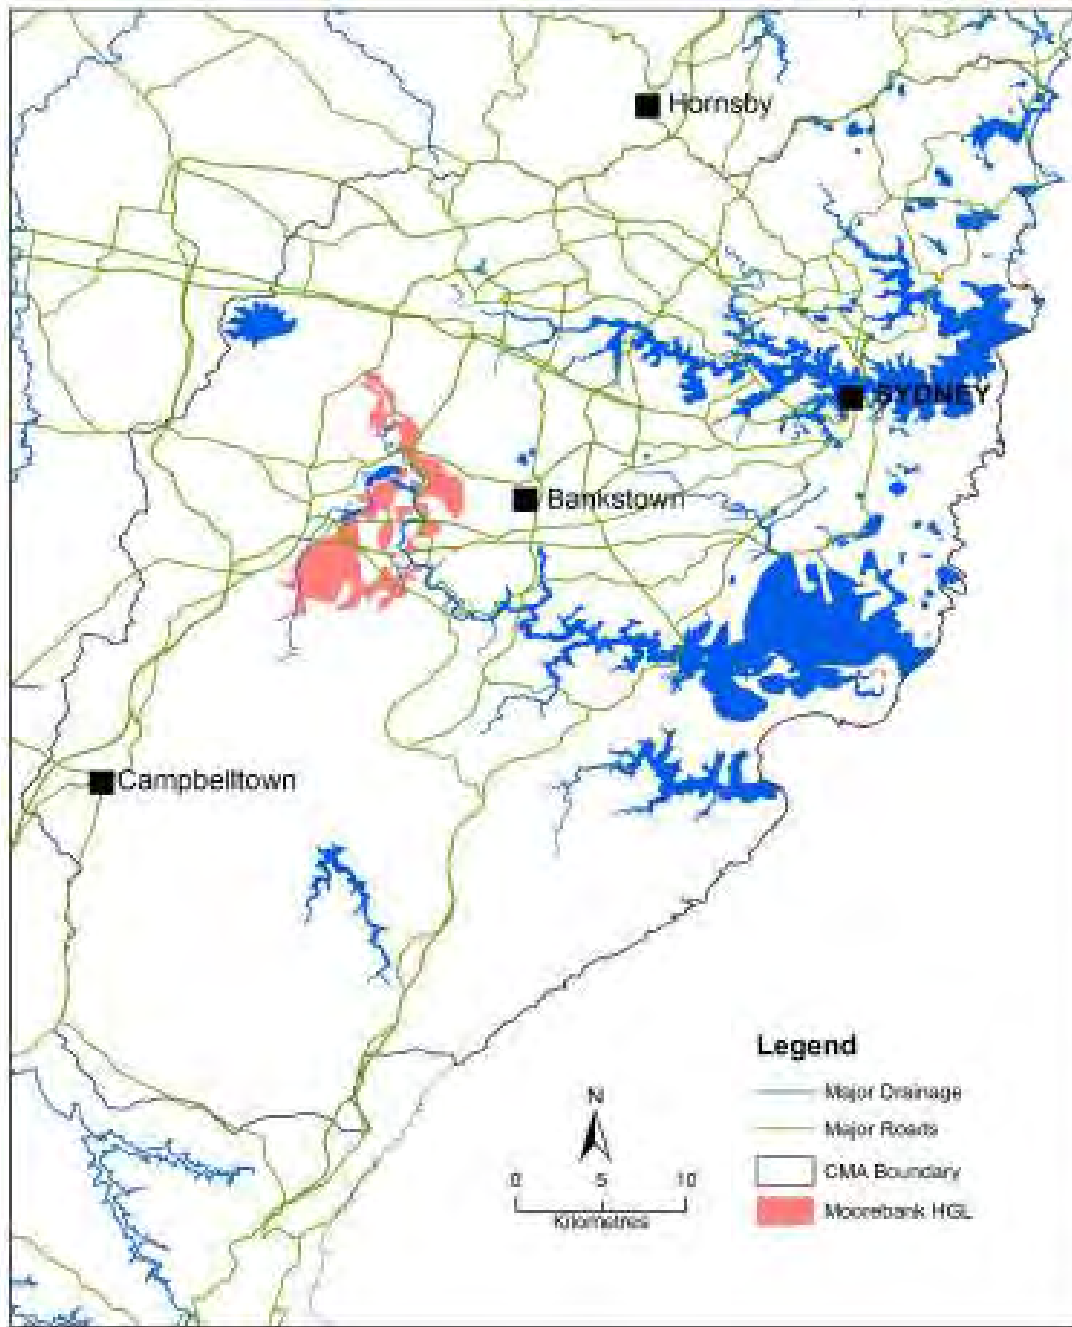 Hornsby
SYDNEY
Bankstown
Campbelltown
Legend
Major Drainage
Major Roads
CMA Boundary
Moorebank HGL
N
0 5 10
Kilometres